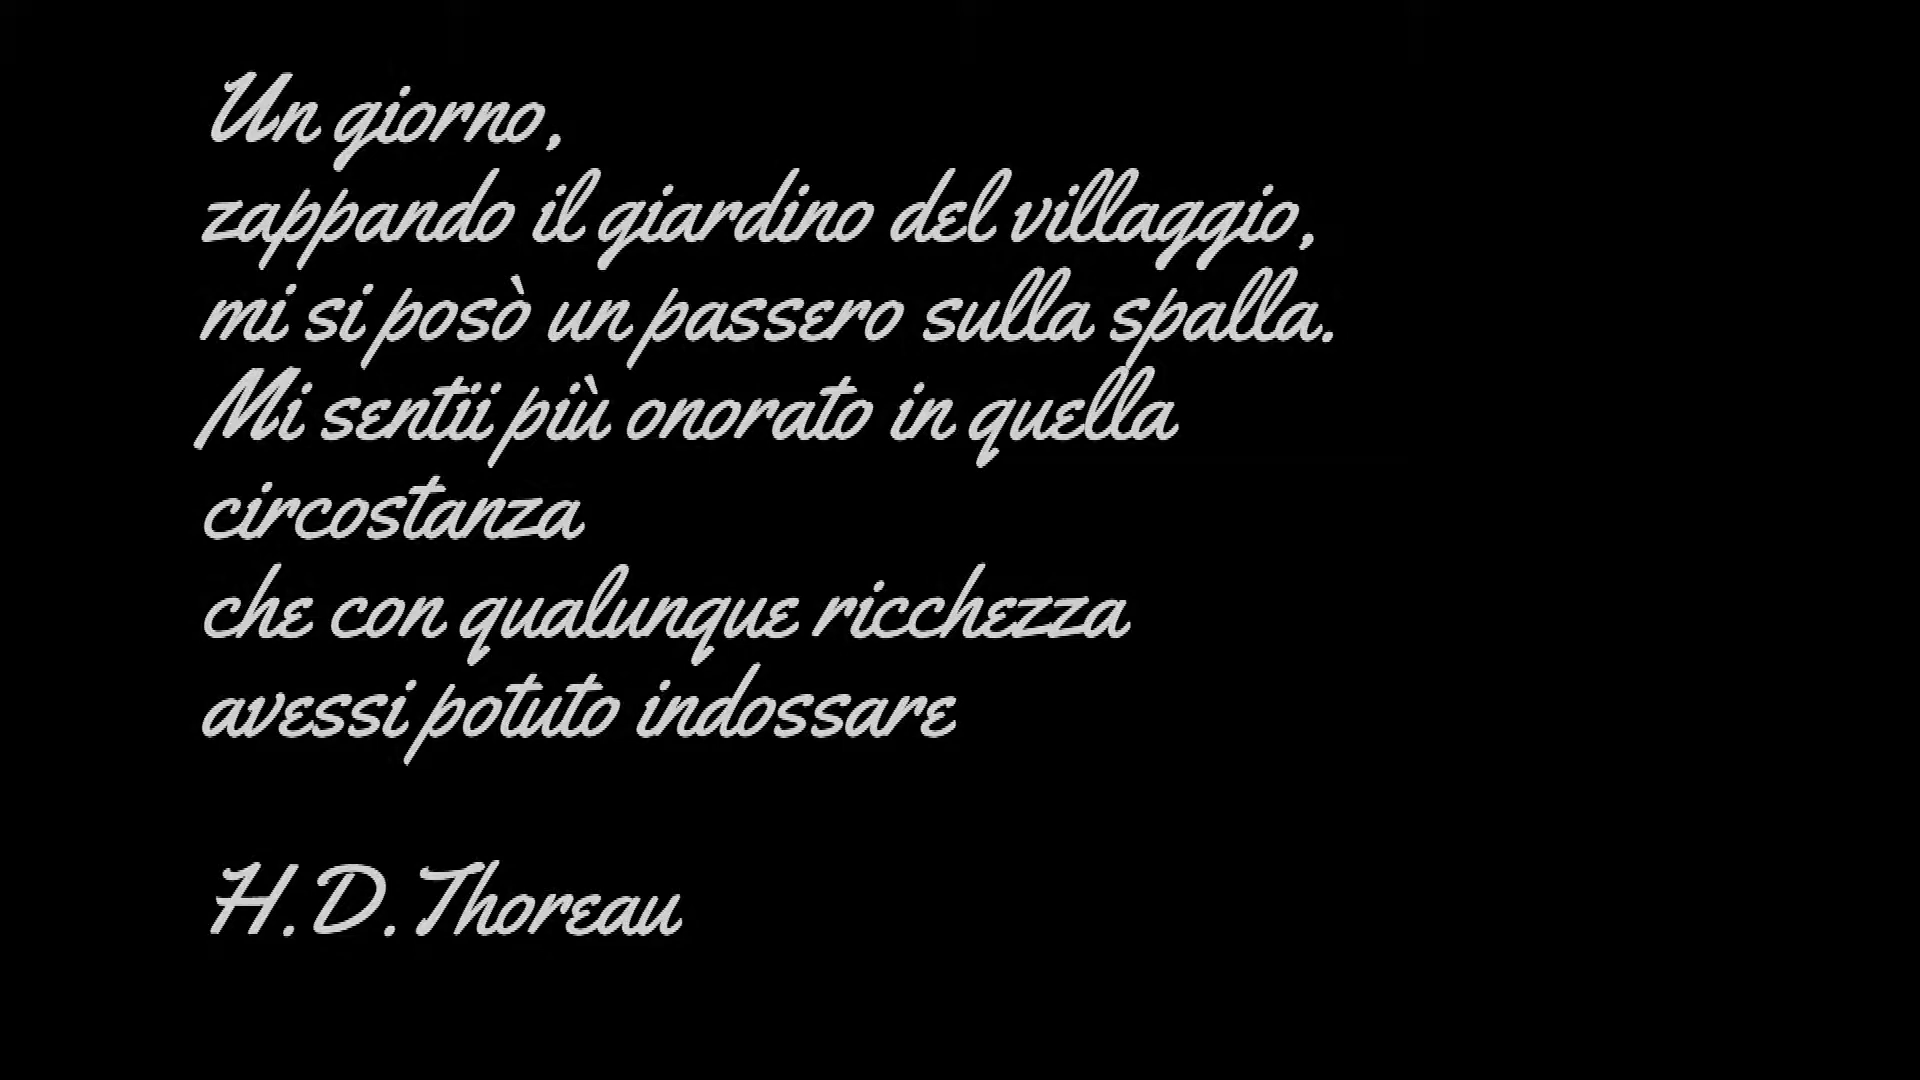 Un giorno,
zappando il giardino del villaggio,
mi si posò un passero sulla spalla.
Mi sentii più onorato in quella
circostanza
che con qualunque ricchezza
avessi potuto indossare
H.D.Thoreau